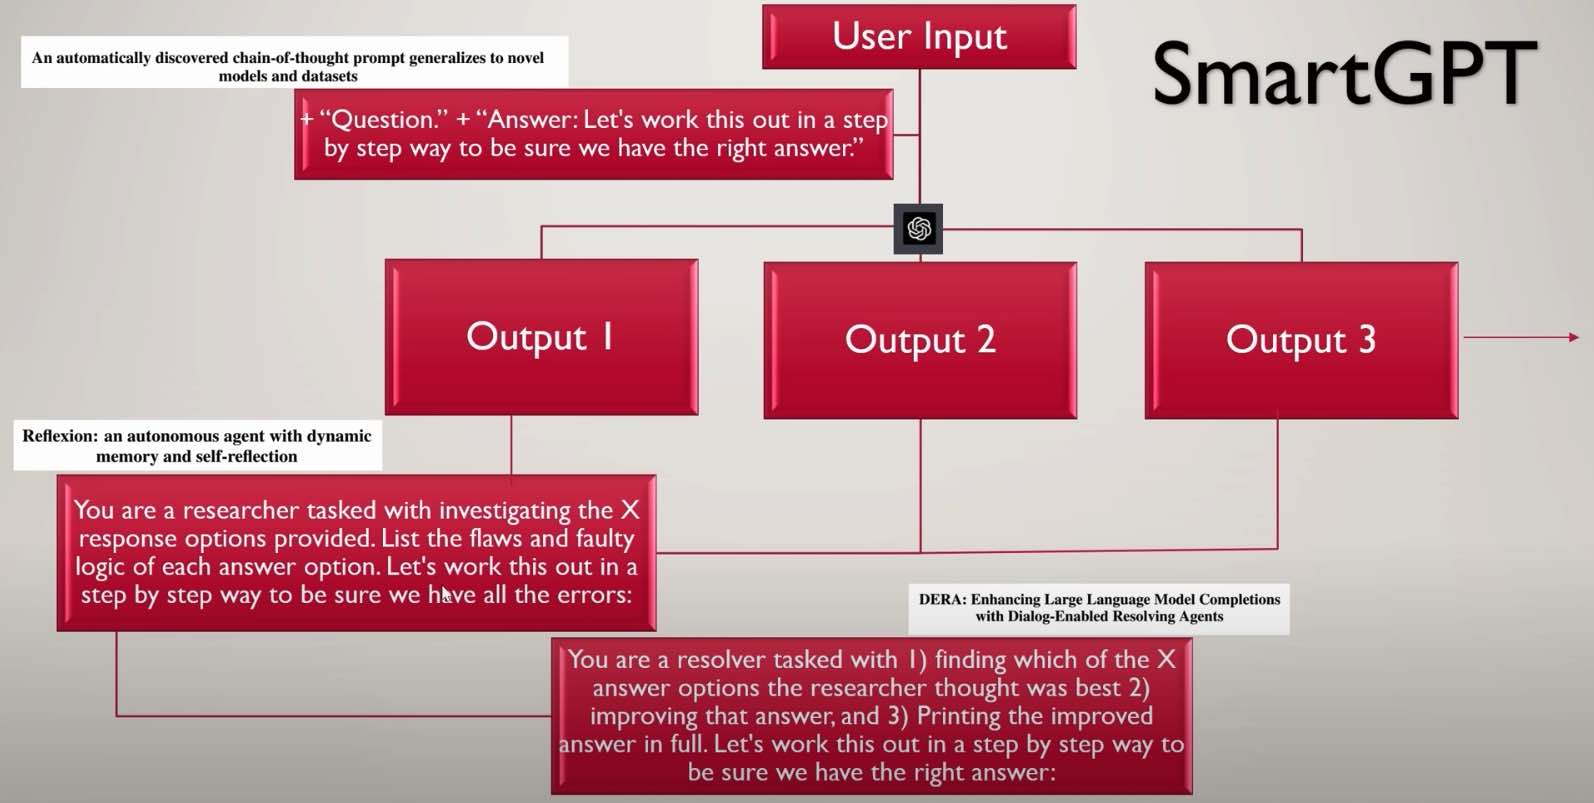 User Input
SmartGPT
An automatically discovered chain-of-thought prompt generalizes to novel
models and datasets
+ “Question.” + “Answer: Let's work this out in a step
by step way to be sure we have the right answer.”
Output 1
Output 2
Output 3
Reflexion: an autonomous agent with dynamic
memory and self-reflection
You are a researcher tasked with investigating the X
response options provided. List the flaws and faulty
logic of each answer option. Let's work this out in a
step by step way to be sure we have all the errors:
DERA: Enhancing Large Language Model Completions
with Dialog-Enabled Resolving Agents
You are a resolver tasked with 1) finding which of the X
answer options the researcher thought was best 2)
improving that answer, and 3) Printing the improved
answer in full. Let's work this out in a step by step way to
be sure we have the right answer: